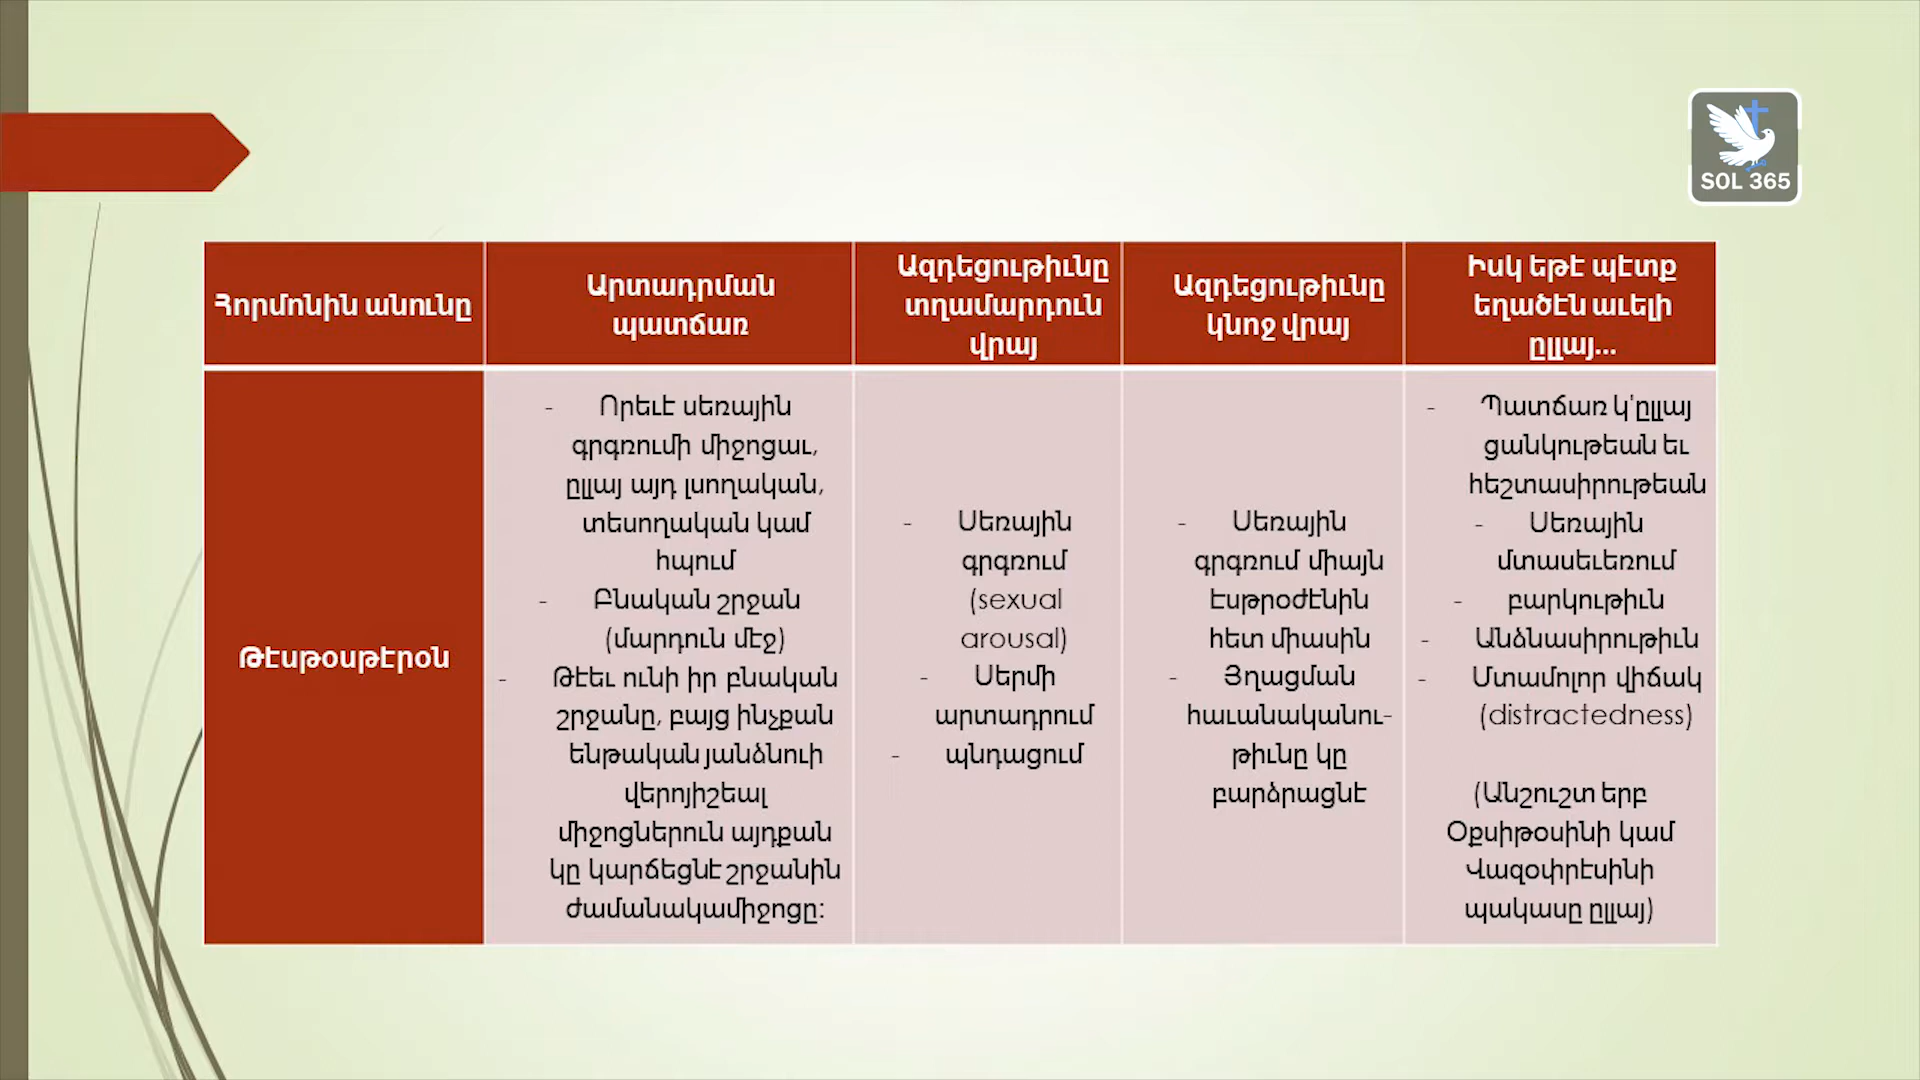 SOL 365
Հորմոնին անունը
Արտադրման
պատճառ
Ազդեցութիւնը
տղամարդուն
վրայ
Ազդեցութիւնը
կնոջ վրայ
Իսկ եթէ պէտք
եղածէն աւելի
ըլլայ...
Թէսթօսթէրօն
- Որեւէ սեռային
գրգռումի միջոցաւ,
ըլլայ այդ լսողական,
տեսողական կամ
հպում
- Բնական շրջան
(մարդուն մէջ)
- Թէեւ ունի իր բնական
շրջանը, բայց ինչքան
ենթական յանձնուի
վերոյիշեալ
միջոցներուն այդքան
կը կարճեցնէ շրջանին
ժամանակամիջոցը:
- Սեռային
գրգռում
(sexual
arousal)
- Սերմի
արտադրում
- պնդացում
- Սեռային
գրգռում միայն
Էսթրօժէնին
հետ միասին
- Յղացման
հաւանականու-
թիւնը կը
բարձրացնէ
- Պատճառ կ'ըլլայ
ցանկութեան եւ
հեշտասիրութեան
- Սեռային
մտասեւեռում
- բարկութիւն
- Անձնասիրութիւն
- Մտամոլոր վիճակ
(distractedness)
(Անշուշտ երբ
Օքսիթօսինի կամ
Վազօփրէսինի
պակասը ըլլայ)